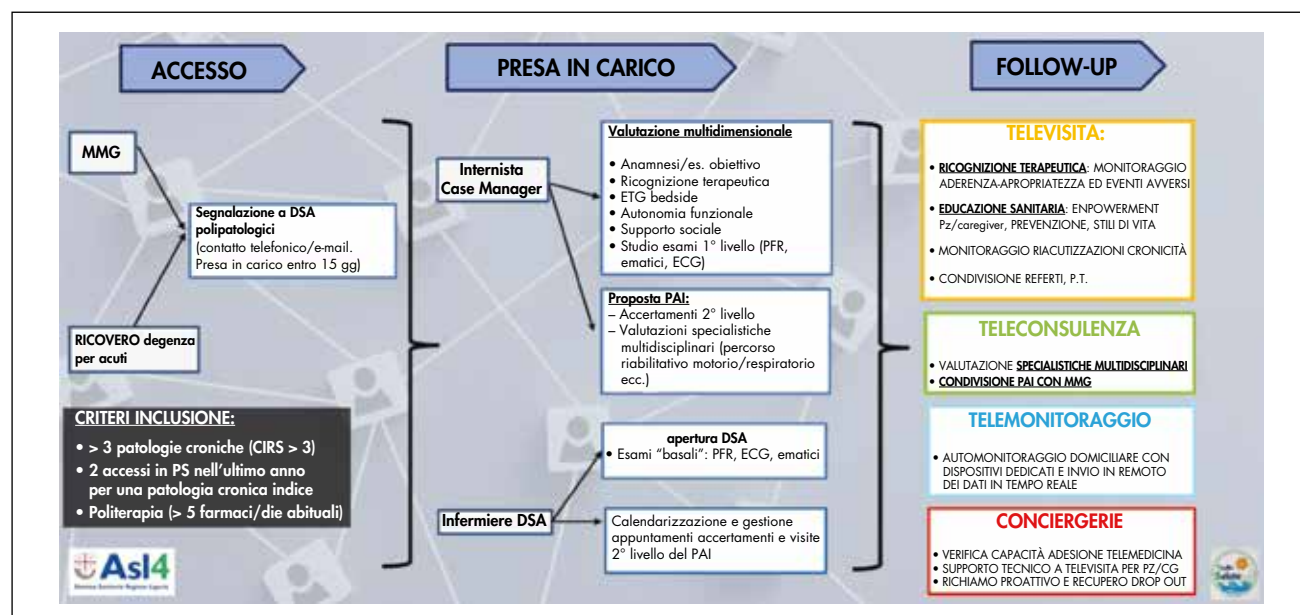 ACCESSO
MMG
Segnalazione a DSA
polipatologici
(contatto telefonico/e-mail.
Presa in carico entro 15 gg)
RICOVERO degenza
per acuti
CRITERI INCLUSIONE:
• > 3 patologie croniche (CIRS > 3)
• 2 accessi in PS nell'ultimo anno
per una patologia cronica indice
• Politerapia (> 5 farmaci/die abituali)
Asl4
Sistema Sanitario Regione Liguria
PRESA IN CARICO
Internista
Case Manager
Valutazione multidimensionale
• Anamnesi/es. obiettivo
• Ricognizione terapeutica
• ETG bedside
• Autonomia funzionale
• Supporto sociale
• Studio esami 1° livello (PFR,
ematici, ECG)
Proposta PAI:
– Accertamenti 2° livello
– Valutazioni specialistiche
multidisciplinari (percorso
riabilitativo motorio/respiratorio
ecc.)
Infermiere DSA
apertura DSA
• Esami "basali": PFR, ECG, ematici
Calendarizzazione e gestione
appuntamenti accertamenti e visite
2° livello del PAI
FOLLOW-UP
TELEVISITA:
• RICOGNIZIONE TERAPEUTICA: MONITORAGGIO
ADERENZA-APROPRIATEZZA ED EVENTI AVVERSI
• EDUCAZIONE SANITARIA: ENPOWERMENT
Pz/caregiver, PREVENZIONE, STILI DI VITA
• MONITORAGGIO RIACUTIZZAZIONI CRONICITÀ
• CONDIVISIONE REFERTI, P.T.
TELECONSULENZA
• VALUTAZIONE SPECIALISTICHE MULTIDISCIPLINARI
• CONDIVISIONE PAI CON MMG
TELEMONITORAGGIO
• AUTOMONITORAGGIO DOMICILIARE CON
DISPOSITIVI DEDICATI E INVIO IN REMOTO
DEI DATI IN TEMPO REALE
CONCIERGERIE
• VERIFICA CAPACITÀ ADESIONE TELEMEDICINA
• SUPPORTO TECNICO A TELEVISITA PER PZ/CG
• RICHIAMO PROATTIVO E RECUPERO DROP OUT